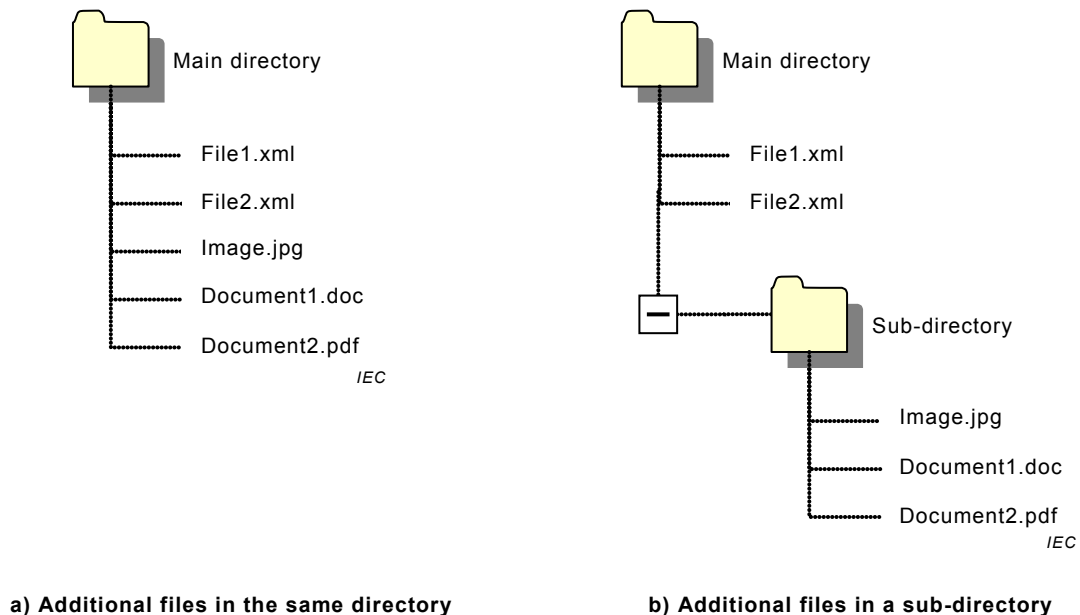 Main directory
File1.xml
File2.xml
Image.jpg
Document1.doc
Document2.pdf
IEC
a) Additional files in the same directory
Main directory
File1.xml
File2.xml
Sub-directory
Image.jpg
Document1.doc
Document2.pdf
IEC
b) Additional files in a sub-directory